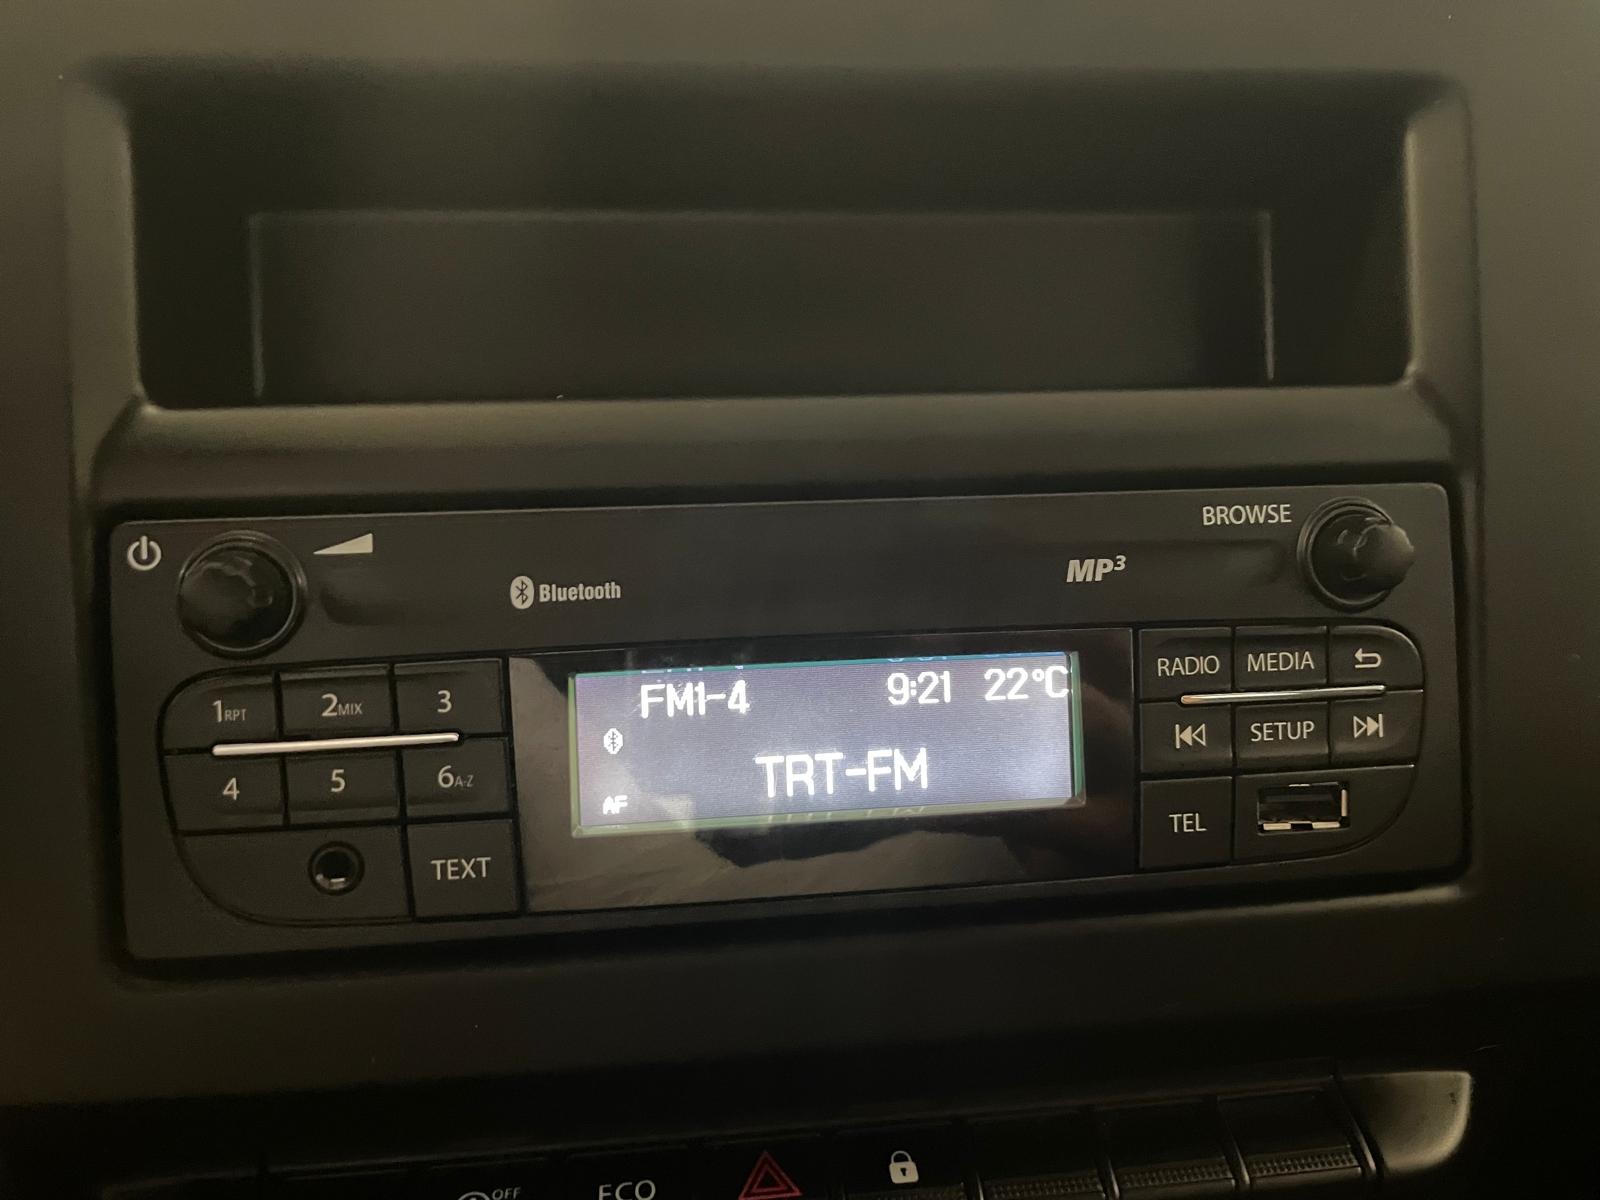 BROWSE
Bluetooth
MP3
FM1-4 9:21 22°C
TRT-FM
AF
1RPT 2MIX 3
4 5 6A-Z
TEXT
RADIO MEDIA
SETUP
TEL
OFF
ECO